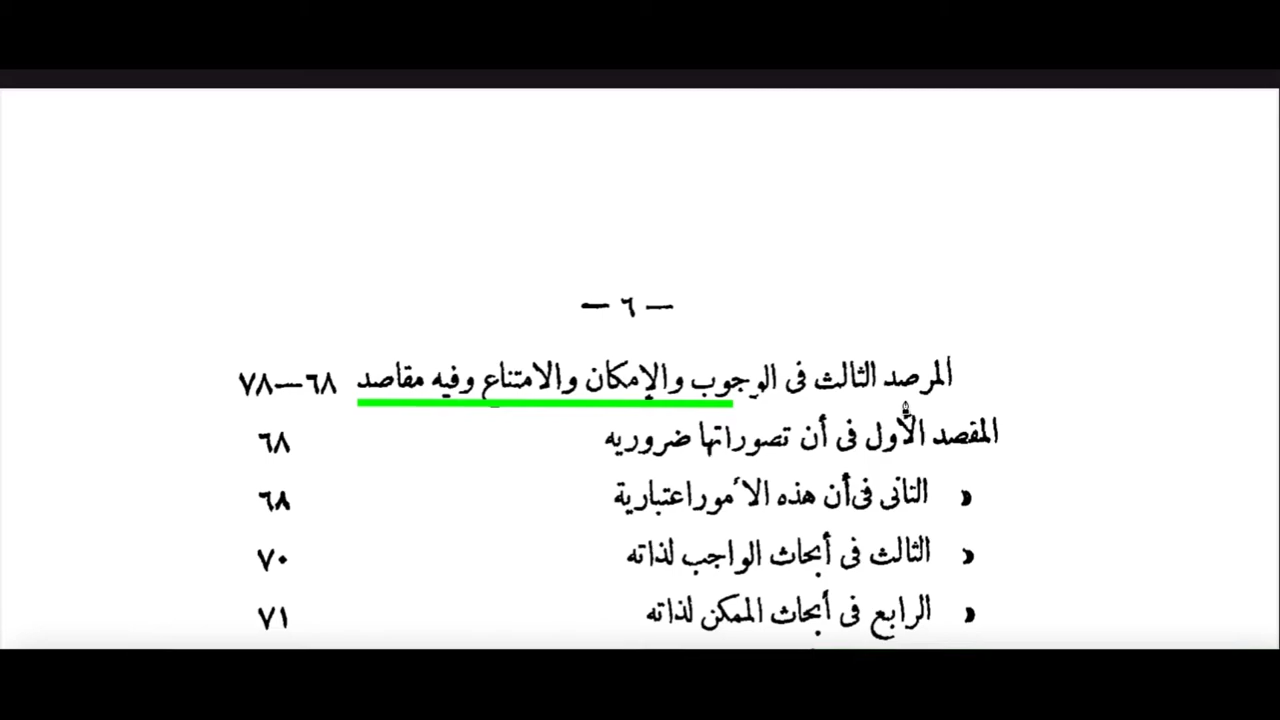 — ٦ —
المرصد الثالث فى الوجوب والإمكان والامتناع وفيه مقاصد ٦٨—٧٨
المقصد الأول فى أن تصوراتها ضروريه ٦٨
« الثانى فى أن هذه الأمور اعتبارية ٦٨
« الثالث فى أبحاث الواجب لذاته ٧٠
« الرابع فى أبحاث الممكن لذاته ٧١